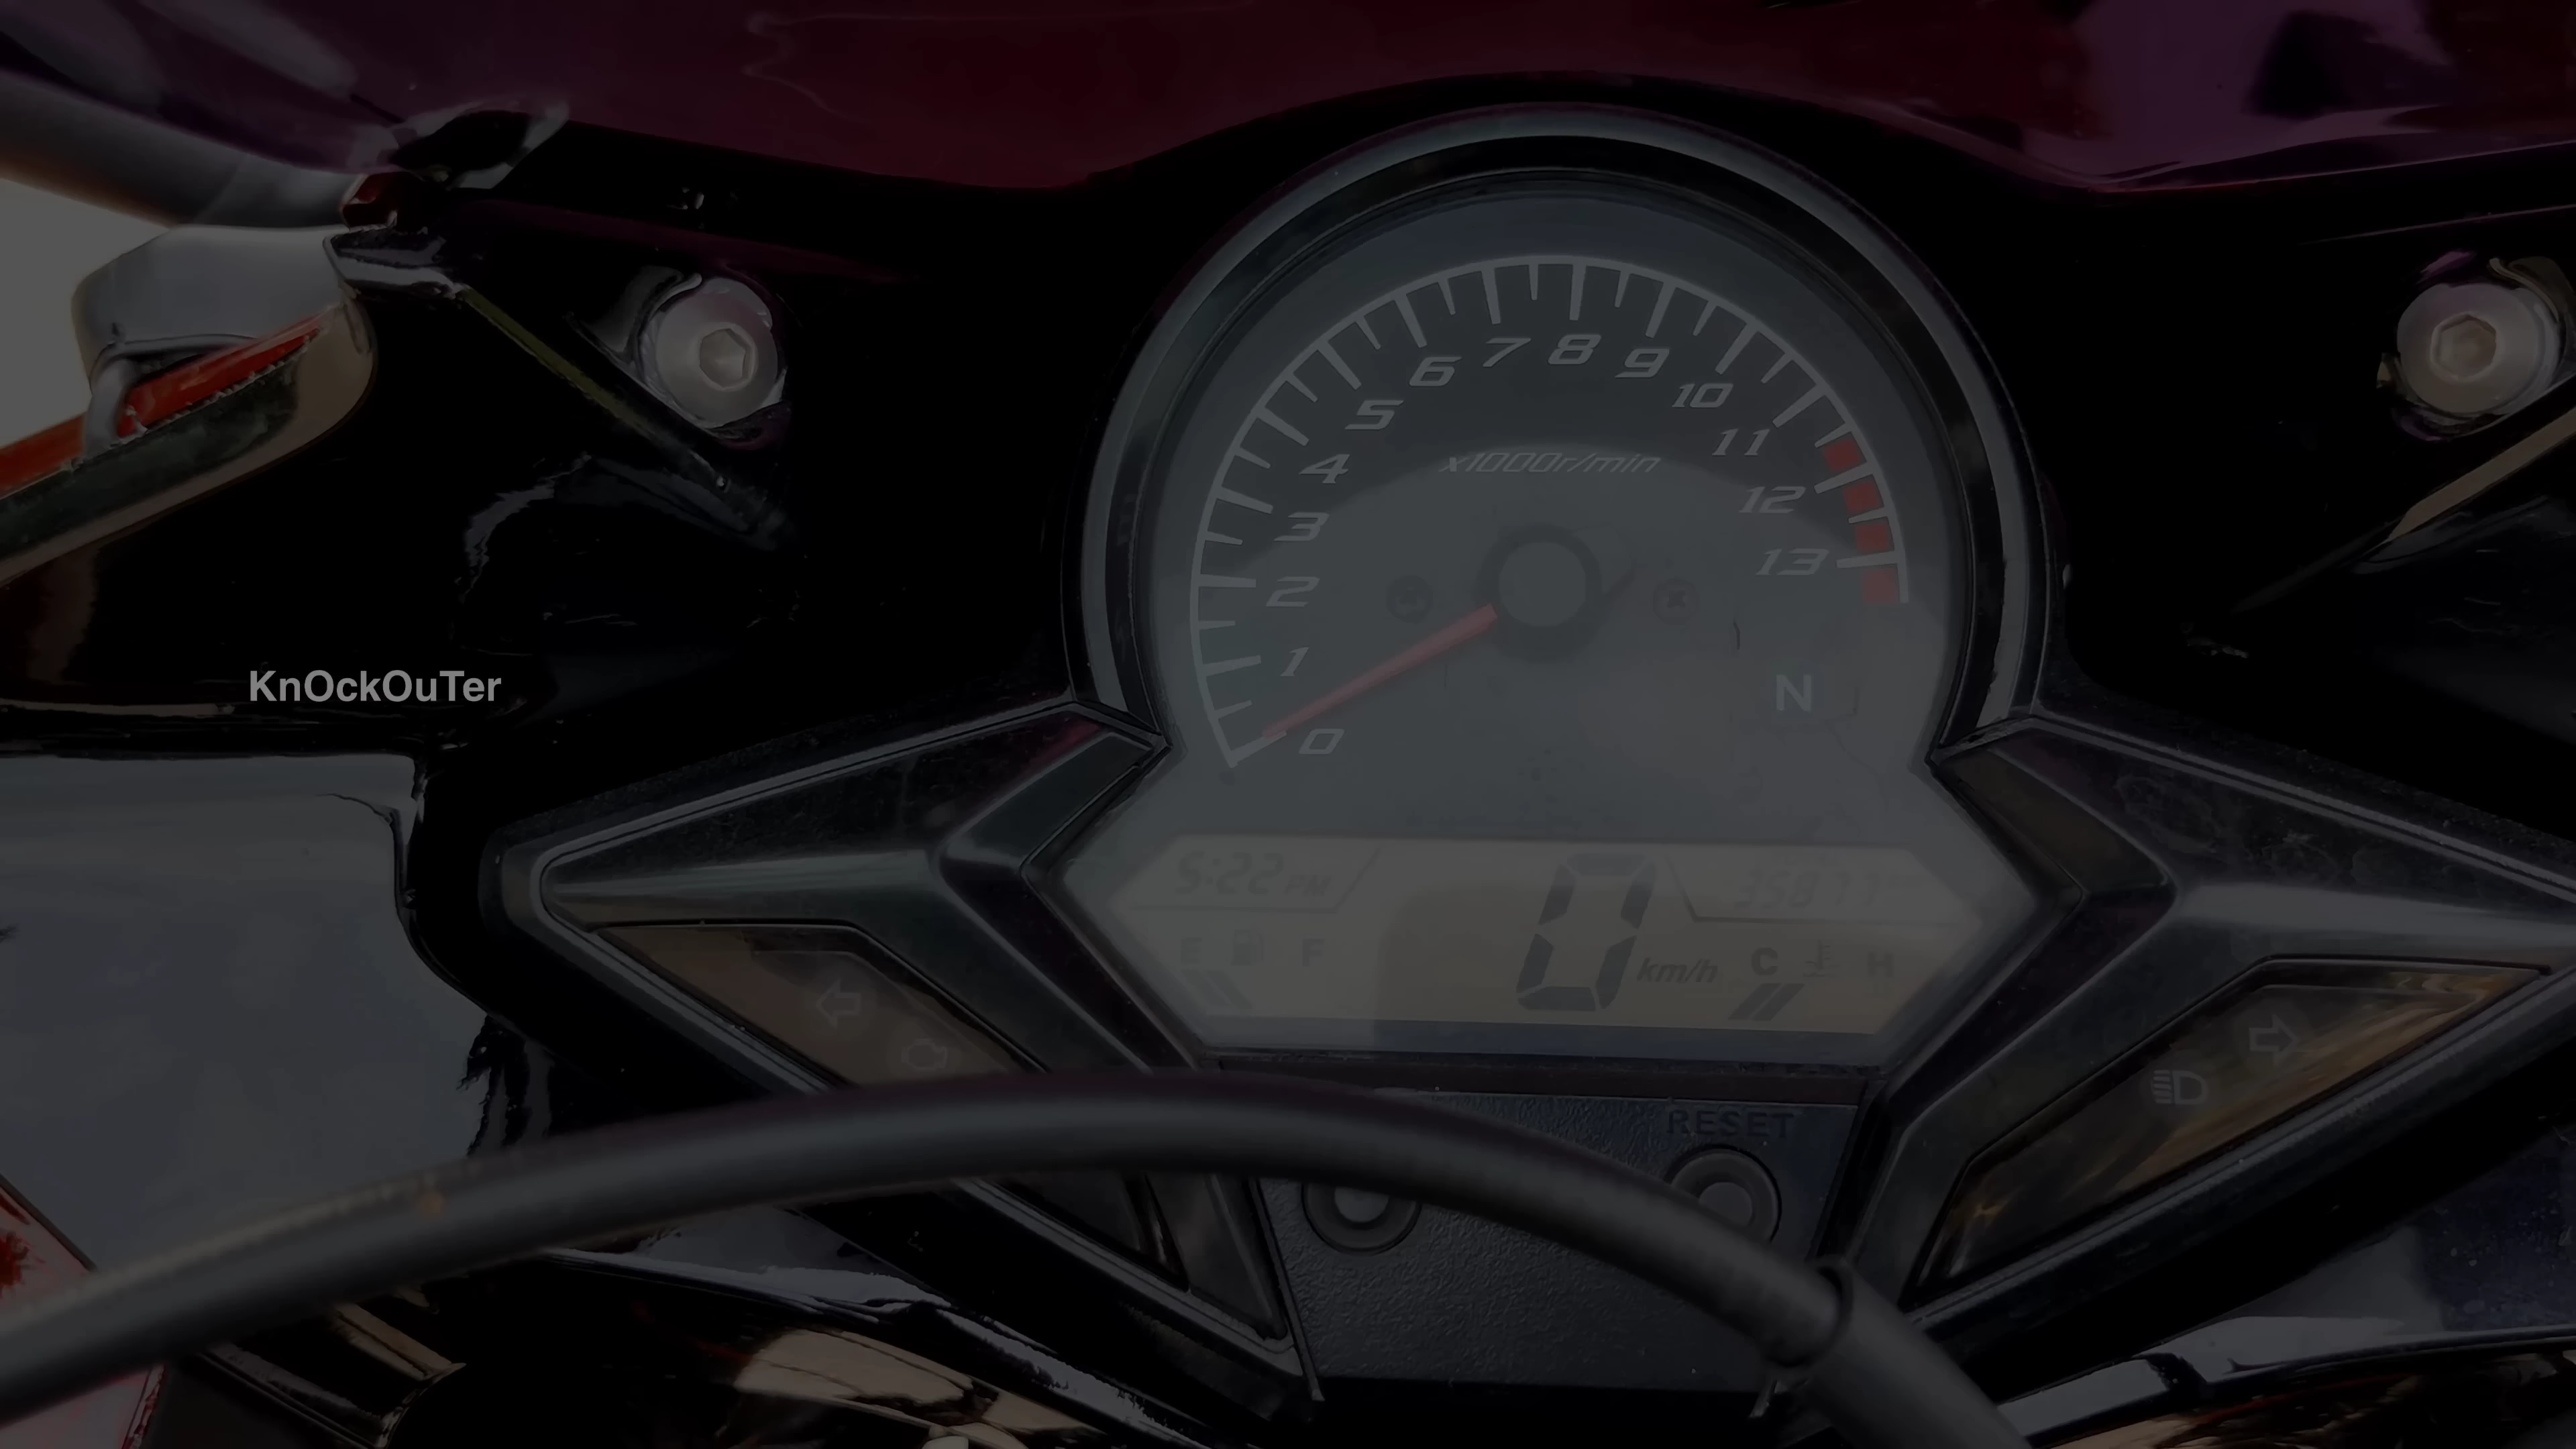 7 8 9
6 10
5 11
4 x1000r/min 12
3 13
2
1
KnOckOuTer
N
0
5:22 PM 0 35877
E F km/h C H
RESET